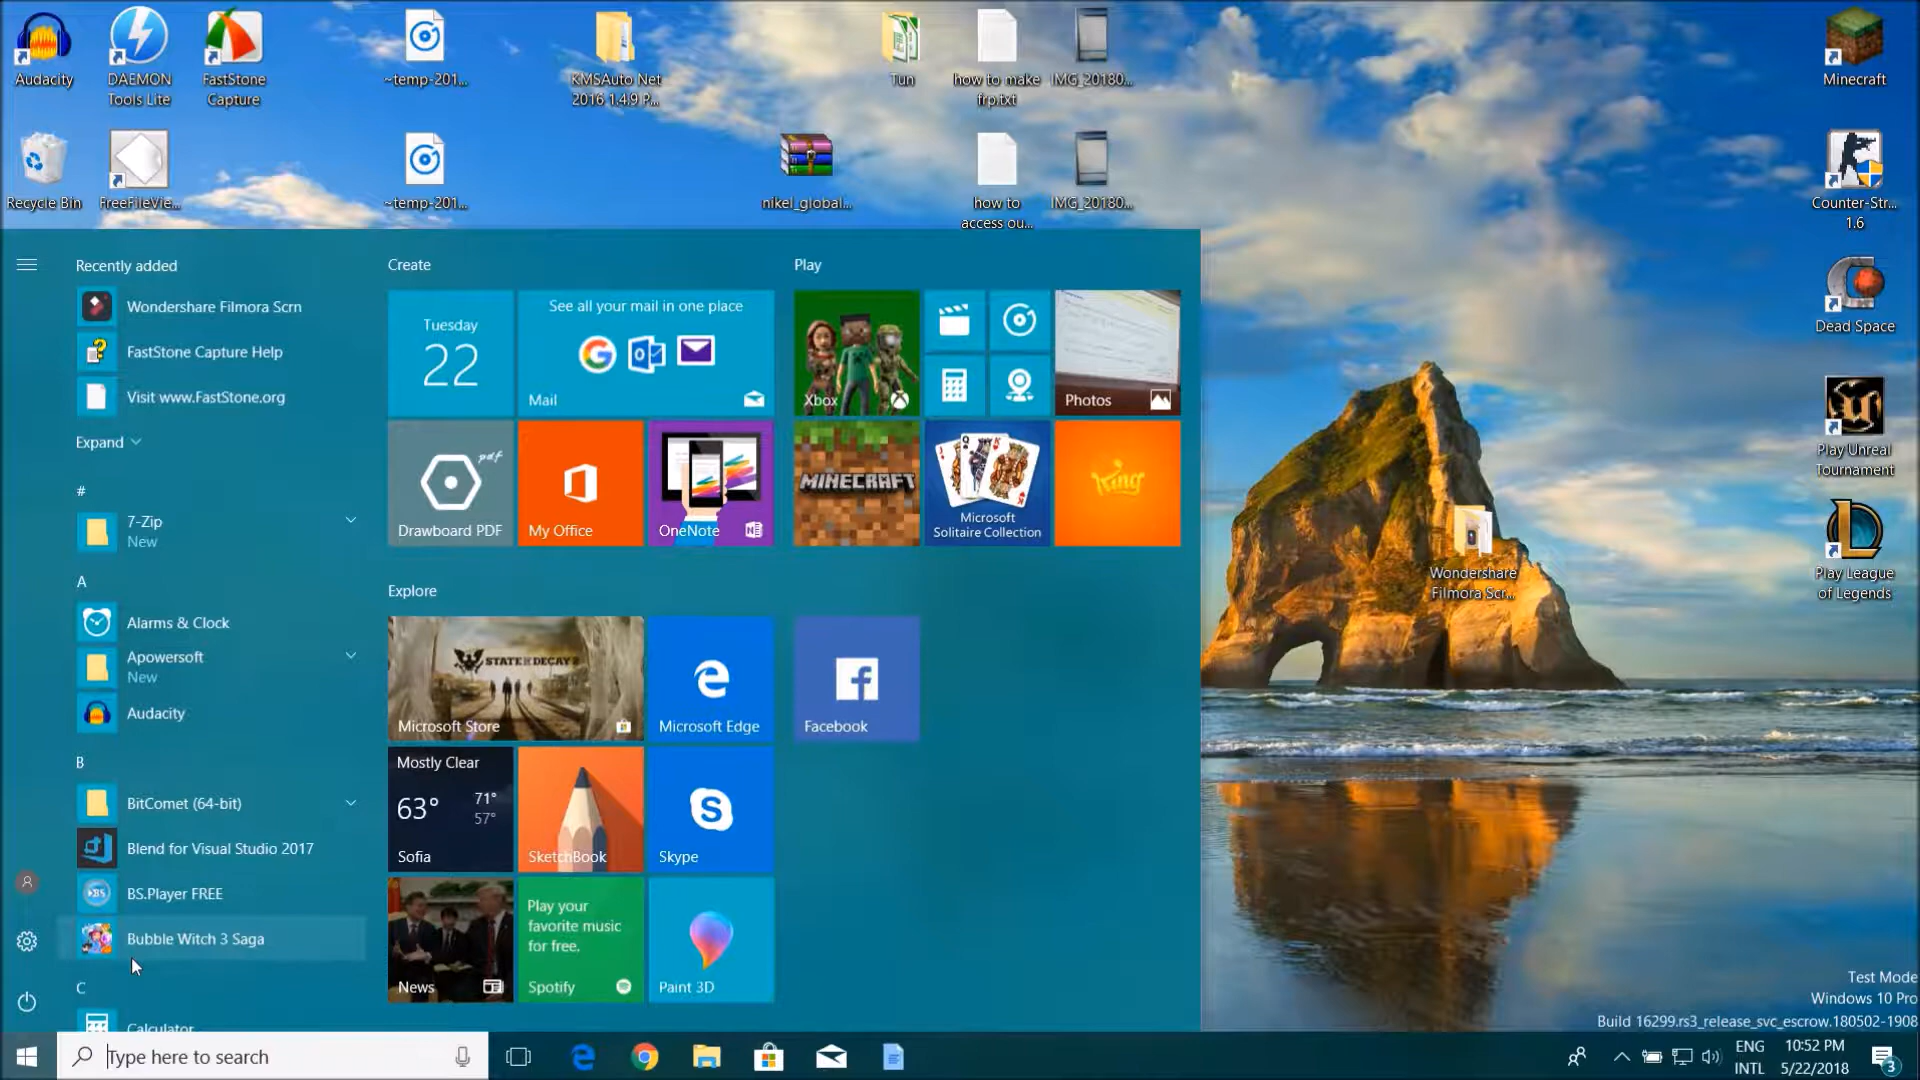 Audacity
DAEMON
Tools Lite
FastStone
Capture
~temp-201...
KMSAuto Net
2016 1.4.9 P...
Tun
how to make
frp.txt
IMG_20180...
Minecraft
Recycle Bin
FreeFileVie...
~temp-201...
nikel_global...
how to
access ou...
IMG_20180...
Counter-Str...
1.6
Dead Space
Play Unreal
Tournament
Wondershare
Filmora Scr...
Play League
of Legends
Recently added
Wondershare Filmora Scrn
FastStone Capture Help
Visit www.FastStone.org
Expand
#
7-Zip
New
A
Alarms & Clock
Apowersoft
New
Audacity
B
BitComet (64-bit)
Blend for Visual Studio 2017
BS.Player FREE
Bubble Witch 3 Saga
C
Calculator
Create
Tuesday
22
See all your mail in one place
Mail
Drawboard PDF
pdf
My Office
OneNote
Play
Xbox
Photos
MINECRAFT
Microsoft
Solitaire Collection
King
Explore
STATE OF DECAY 2
Microsoft Store
Microsoft Edge
Facebook
Mostly Clear
63°
71°
57°
Sofia
SketchBook
Skype
News
Play your
favorite music
for free.
Spotify
Paint 3D
Test Mode
Windows 10 Pro
Build 16299.rs3_release_svc_escrow.180502-1908
Type here to search
ENG
INTL
10:52 PM
5/22/2018
3